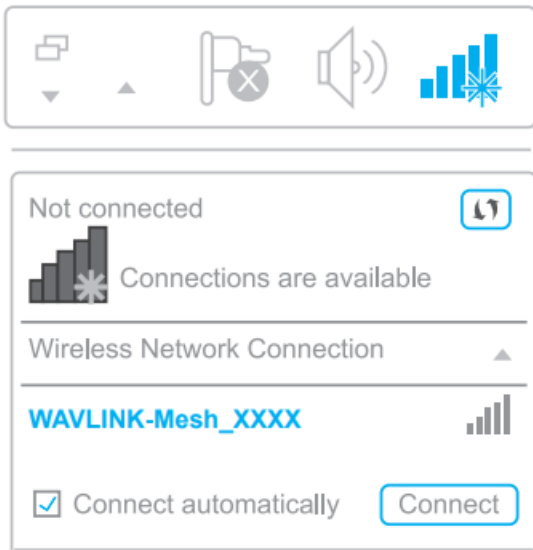 Not connected
Connections are available
Wireless Network Connection
WAVLINK-Mesh_XXXX
Connect automatically
Connect